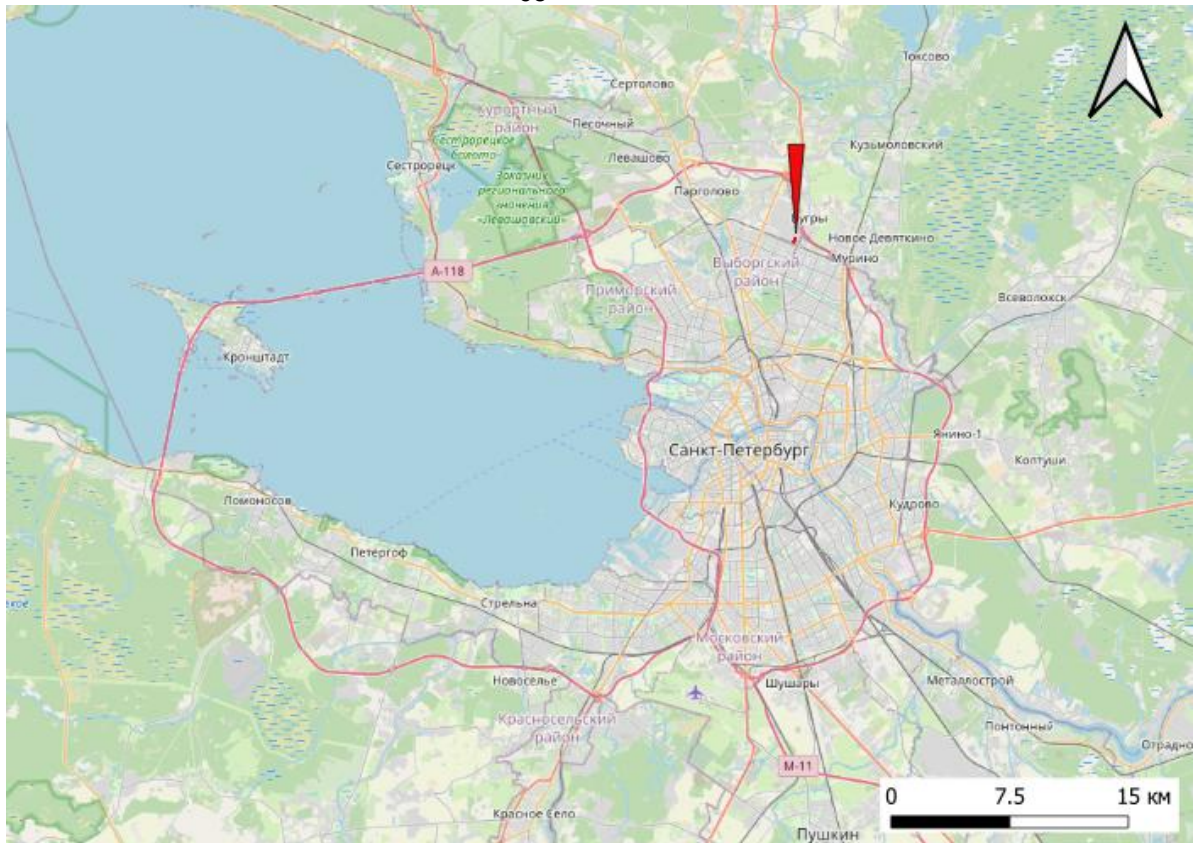 Токсово
Сертолово
Курортный
район
Песочный
Сестрорецкое
болото
Кузьмоловский
Левашово
Сестрорецк
Заказник
регионального
значения
«Левашовский»
Парголово
Бугры
Новое Девяткино
Мурино
Выборгский
район
А-118
Приморский
район
Всеволожск
Кронштадт
Янино-1
Санкт-Петербург
Колтуши
Ломоносов
Кудрово
Петергоф
Стрельна
Московский
район
Новоселье
Шушары
Металлострой
Красносельский
район
Понтонный
Отрадно
М-11
0 7.5 15 км
Красное Село
Пушкин